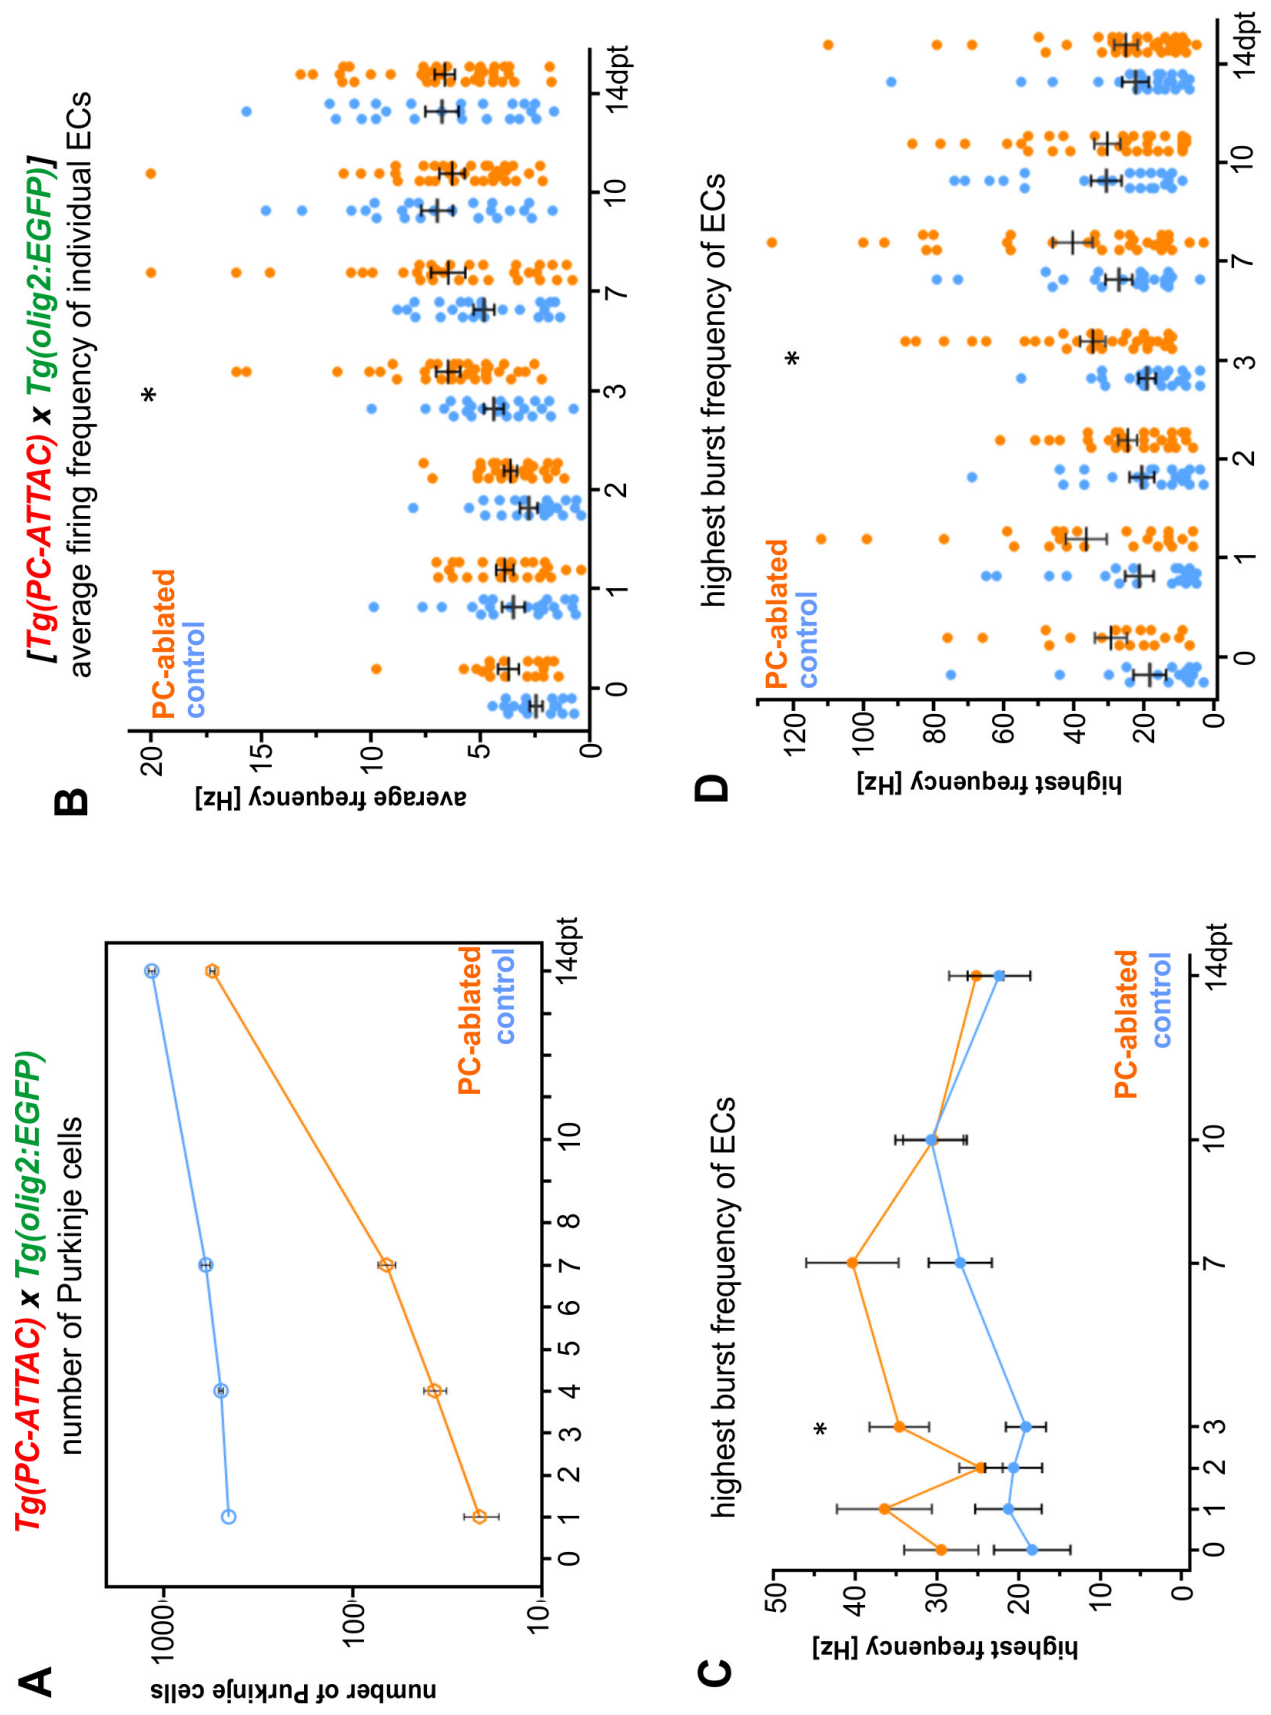 A
Tg(PC-ATTAC) x Tg(olig2:EGFP)
number of Purkinje cells
number of Purkinje cells
1000
100
10
0 1 2 3 4 5 6 7 8 10 14dpt
PC-ablated
control
B
[Tg(PC-ATTAC) x Tg(olig2:EGFP)]
average firing frequency of individual ECs
PC-ablated
control
*
average frequency [Hz]
20
15
10
5
0
0 1 2 3 7 10 14dpt
C
highest burst frequency of ECs
*
highest frequency [Hz]
50
40
30
20
10
0
0 1 2 3 7 10 14dpt
PC-ablated
control
D
highest burst frequency of ECs
PC-ablated
control
*
highest frequency [Hz]
120
100
80
60
40
20
0
0 1 2 3 7 10 14dpt